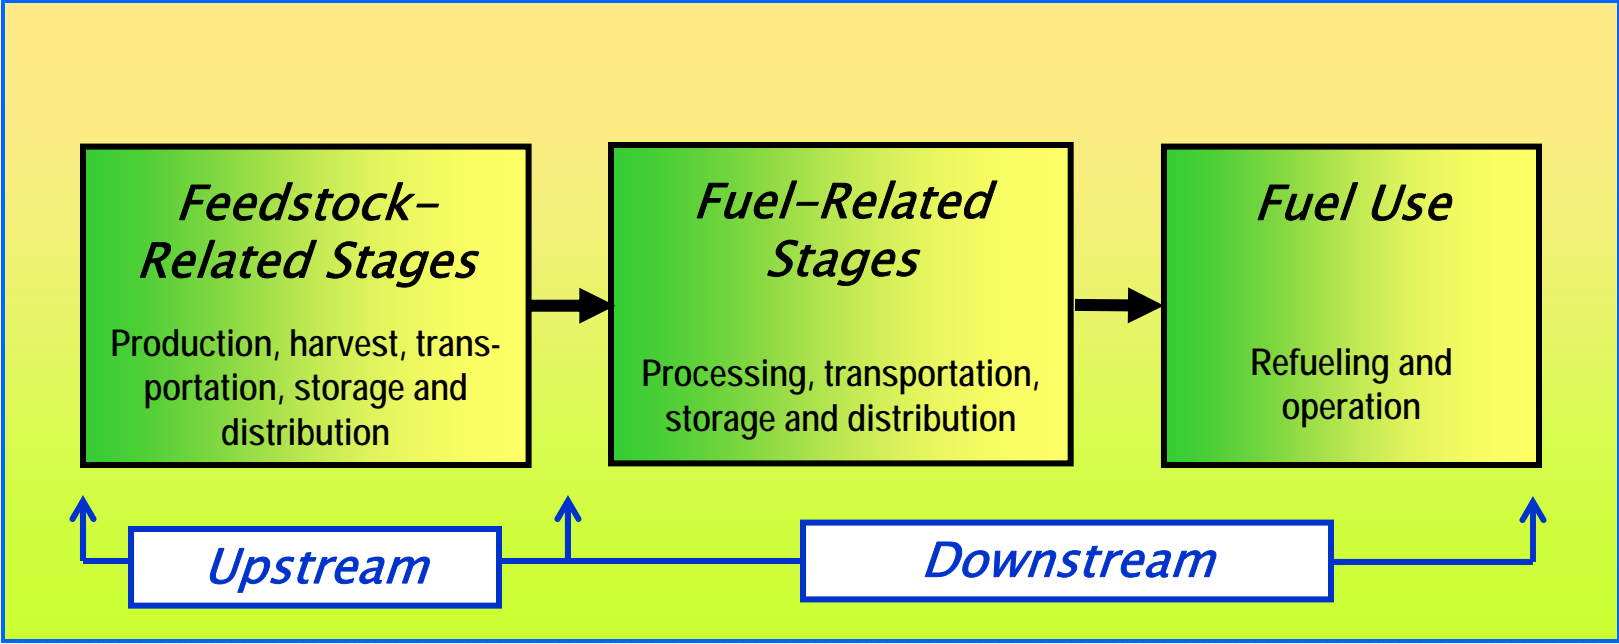 Feedstock-
Related Stages
Production, harvest, trans-
portation, storage and
distribution
Fuel-Related
Stages
Processing, transportation,
storage and distribution
Fuel Use
Refueling and
operation
Upstream
Downstream